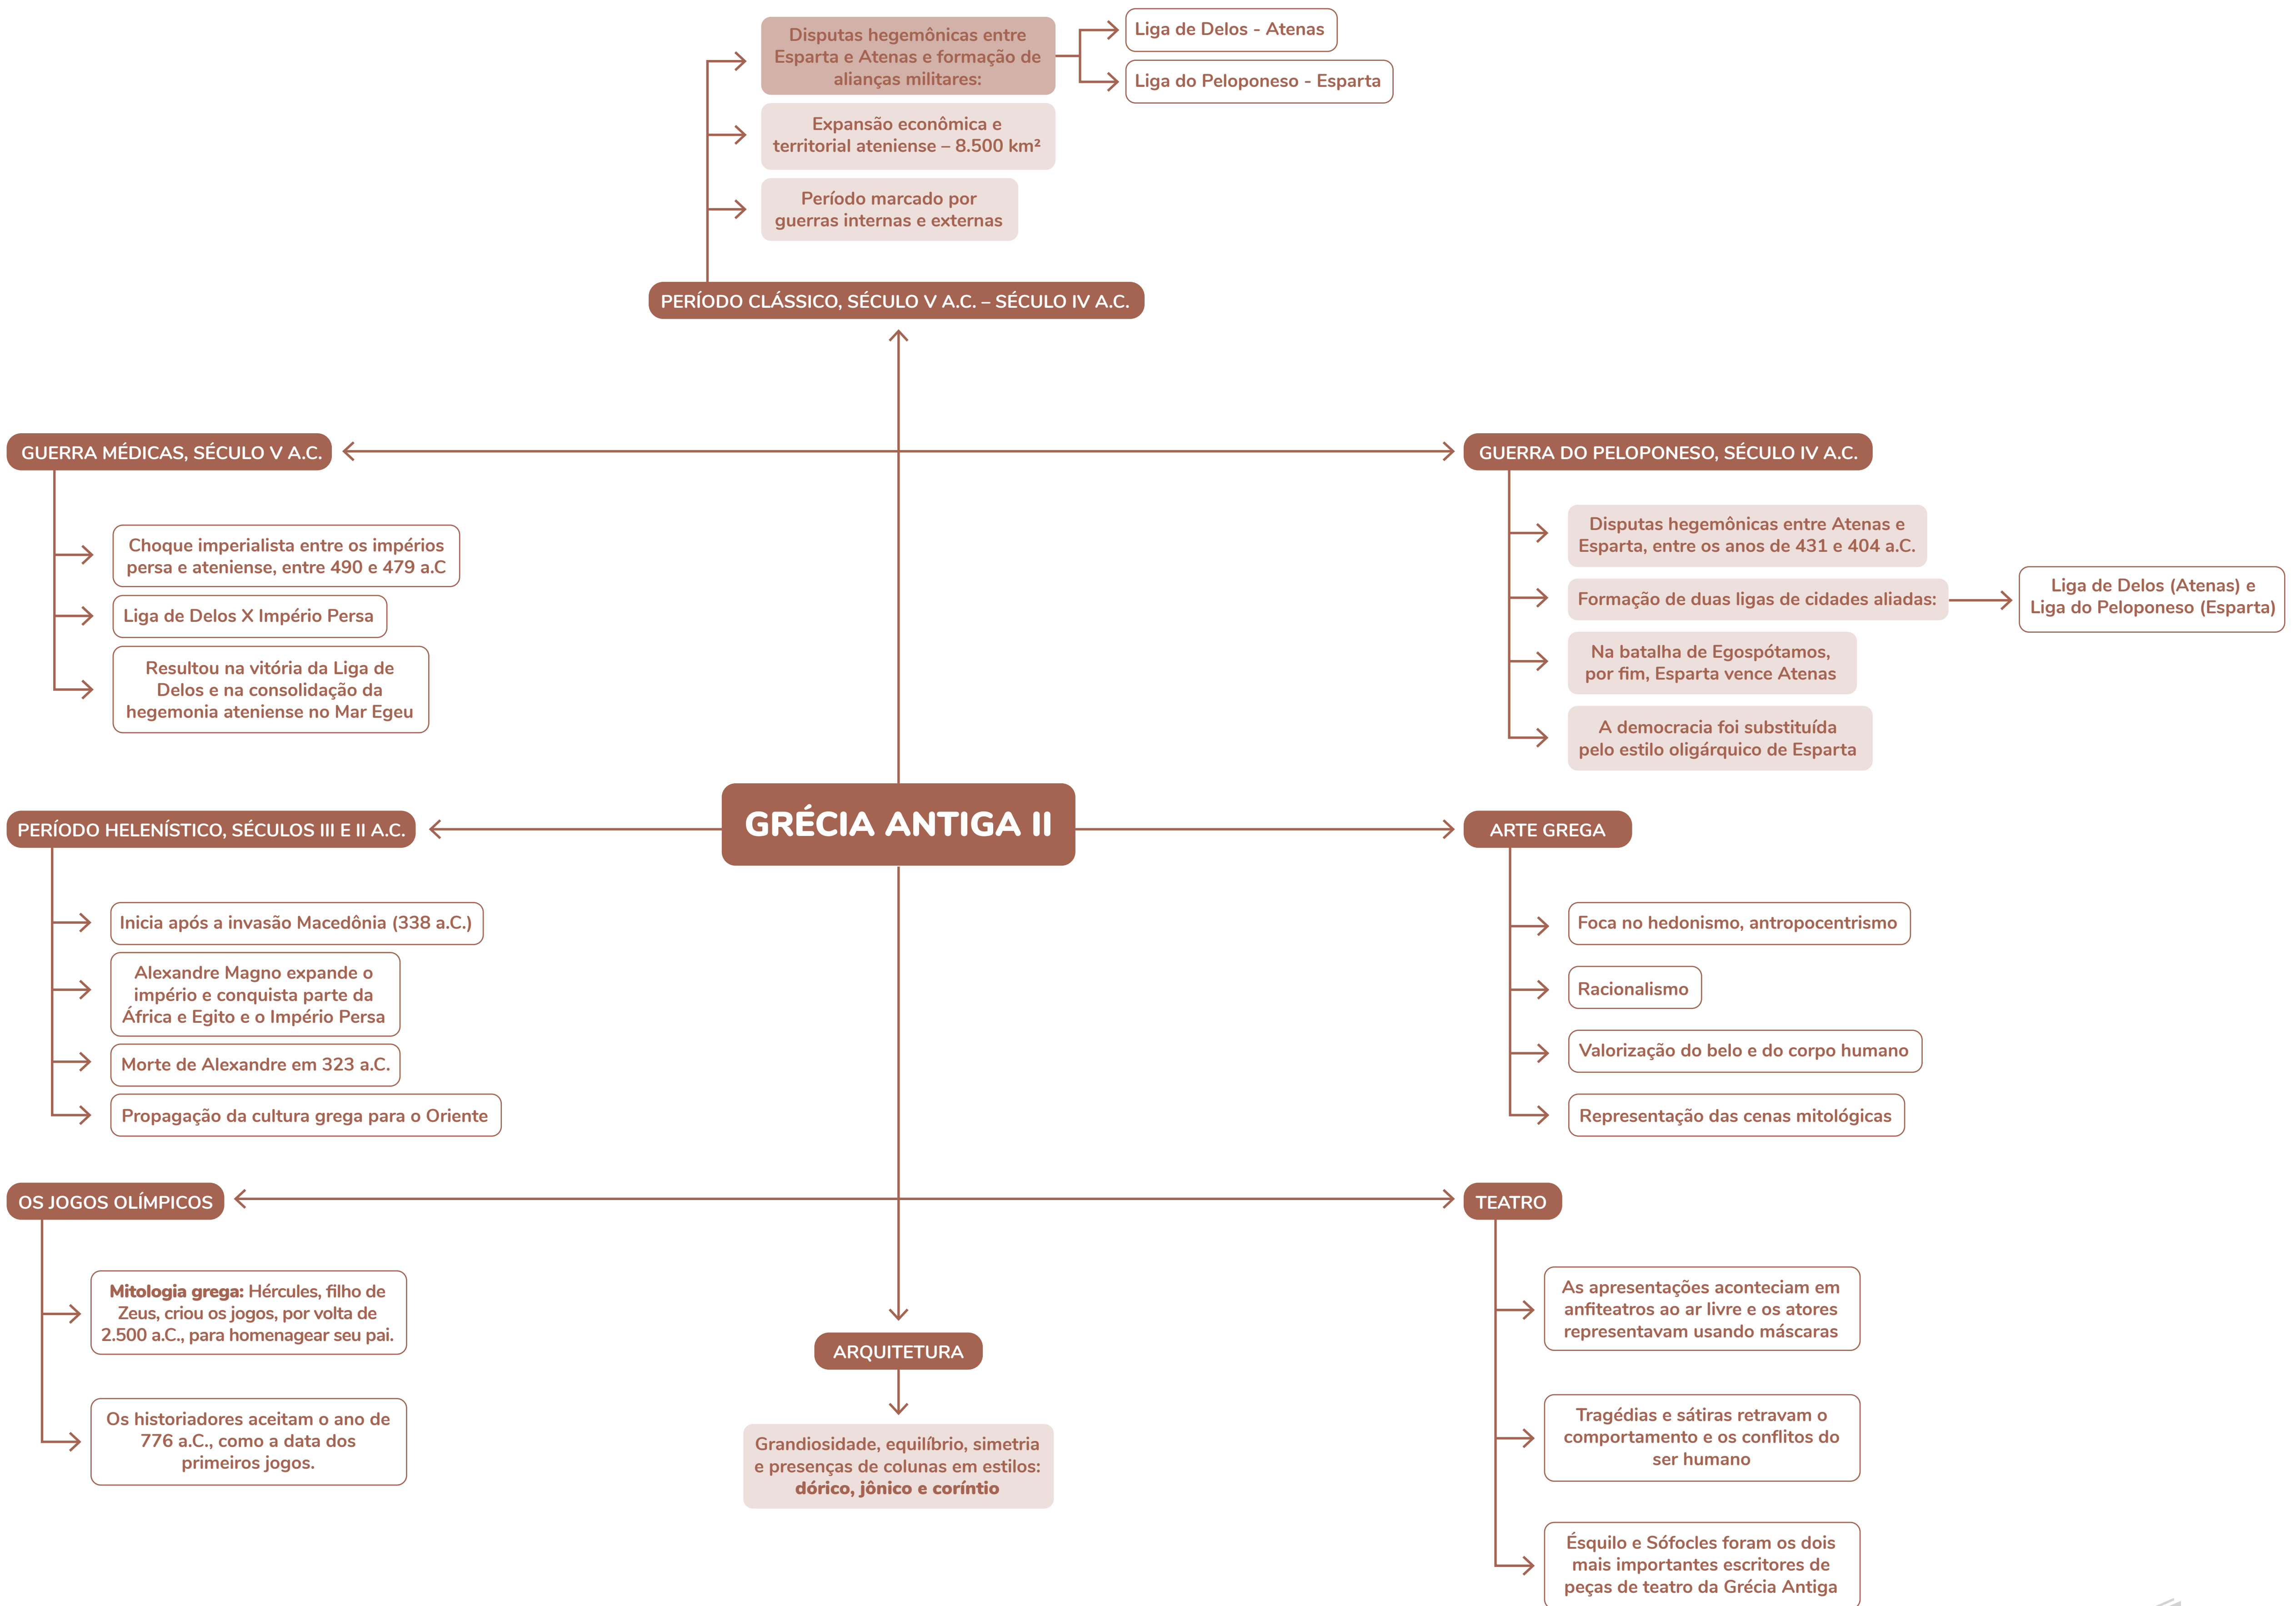 Disputas hegemônicas entre
Esparta e Atenas e formação de
alianças militares:
Liga de Delos - Atenas
Liga do Peloponeso - Esparta
Expansão econômica e
territorial ateniense – 8.500 km²
Período marcado por
guerras internas e externas
PERÍODO CLÁSSICO, SÉCULO V A.C. – SÉCULO IV A.C.
GUERRA MÉDICAS, SÉCULO V A.C.
Choque imperialista entre os impérios
persa e ateniense, entre 490 e 479 a.C
Liga de Delos X Império Persa
Resultou na vitória da Liga de
Delos e na consolidação da
hegemonia ateniense no Mar Egeu
GUERRA DO PELOPONESO, SÉCULO IV A.C.
Disputas hegemônicas entre Atenas e
Esparta, entre os anos de 431 e 404 a.C.
Formação de duas ligas de cidades aliadas:
Liga de Delos (Atenas) e
Liga do Peloponeso (Esparta)
Na batalha de Egospótamos,
por fim, Esparta vence Atenas
A democracia foi substituída
pelo estilo oligárquico de Esparta
GRÉCIA ANTIGA II
PERÍODO HELENÍSTICO, SÉCULOS III E II A.C.
Inicia após a invasão Macedônia (338 a.C.)
Alexandre Magno expande o
império e conquista parte da
África e Egito e o Império Persa
Morte de Alexandre em 323 a.C.
Propagação da cultura grega para o Oriente
ARTE GREGA
Foca no hedonismo, antropocentrismo
Racionalismo
Valorização do belo e do corpo humano
Representação das cenas mitológicas
OS JOGOS OLÍMPICOS
Mitologia grega: Hércules, filho de
Zeus, criou os jogos, por volta de
2.500 a.C., para homenagear seu pai.
Os historiadores aceitam o ano de
776 a.C., como a data dos
primeiros jogos.
ARQUITETURA
Grandiosidade, equilíbrio, simetria
e presenças de colunas em estilos:
dórico, jônico e coríntio
TEATRO
As apresentações aconteciam em
anfiteatros ao ar livre e os atores
representavam usando máscaras
Tragédias e sátiras retravam o
comportamento e os conflitos do
ser humano
Ésquilo e Sófocles foram os dois
mais importantes escritores de
peças de teatro da Grécia Antiga